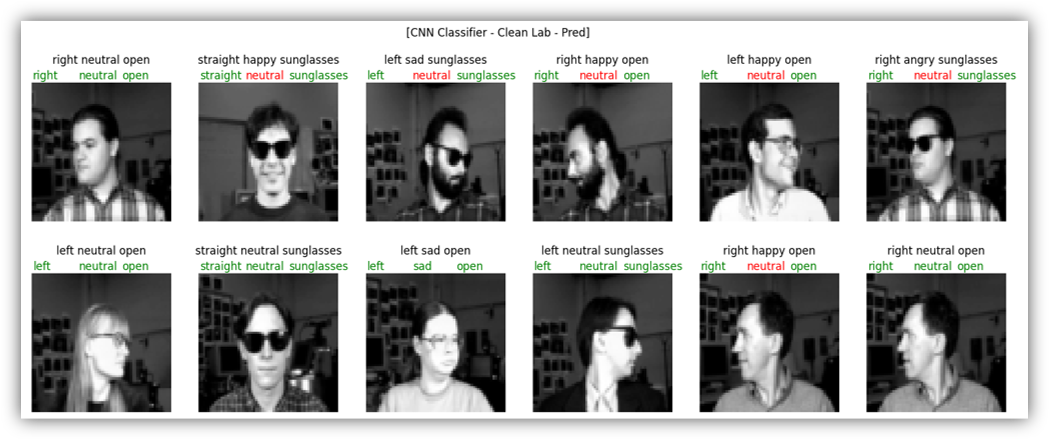 [CNN Classifier - Clean Lab - Pred]
right neutral open straight happy sunglasses left sad sunglasses right happy open left happy open right angry sunglasses
right neutral open straight neutral sunglasses left neutral sunglasses right neutral open left neutral open right neutral sunglasses
left neutral open straight neutral sunglasses left sad open left neutral sunglasses right happy open right neutral open
left neutral open straight neutral sunglasses left sad open left neutral sunglasses right neutral open right neutral open